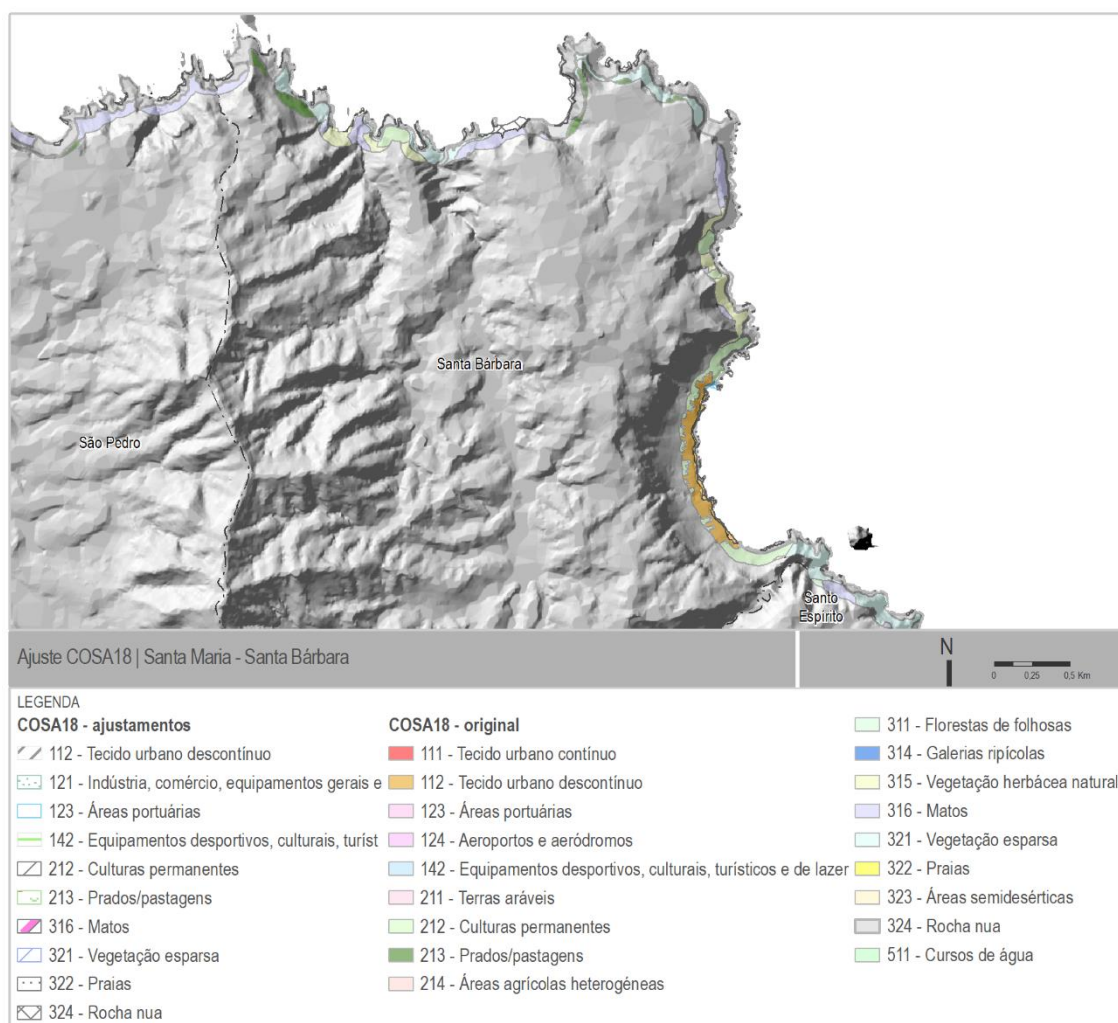 Santa Bárbara
São Pedro
Santo
Espírito
Ajuste COSA18 | Santa Maria - Santa Bárbara
N
0 0,25 0,5 Km
LEGENDA
COSA18 - ajustamentos
112 - Tecido urbano descontínuo
121 - Indústria, comércio, equipamentos gerais e
123 - Áreas portuárias
142 - Equipamentos desportivos, culturais, turíst
212 - Culturas permanentes
213 - Prados/pastagens
316 - Matos
321 - Vegetação esparsa
322 - Praias
324 - Rocha nua
COSA18 - original
111 - Tecido urbano contínuo
112 - Tecido urbano descontínuo
123 - Áreas portuárias
124 - Aeroportos e aeródromos
142 - Equipamentos desportivos, culturais, turísticos e de lazer
211 - Terras aráveis
212 - Culturas permanentes
213 - Prados/pastagens
214 - Áreas agrícolas heterogéneas
311 - Florestas de folhosas
314 - Galerias ripícolas
315 - Vegetação herbácea natural
316 - Matos
321 - Vegetação esparsa
322 - Praias
323 - Áreas semidesérticas
324 - Rocha nua
511 - Cursos de água